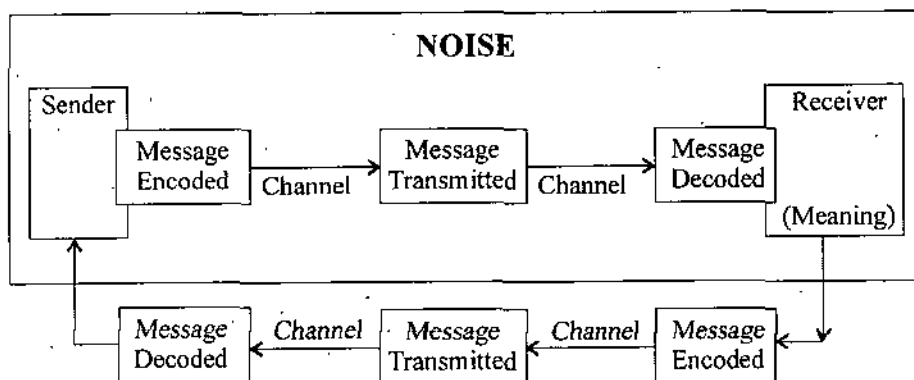 NOISE
Sender
Receiver
Message
Encoded
Channel
Message
Transmitted
Channel
Message
Decoded
(Meaning)
Message
Decoded
Channel
Message
Transmitted
Channel
Message
Encoded